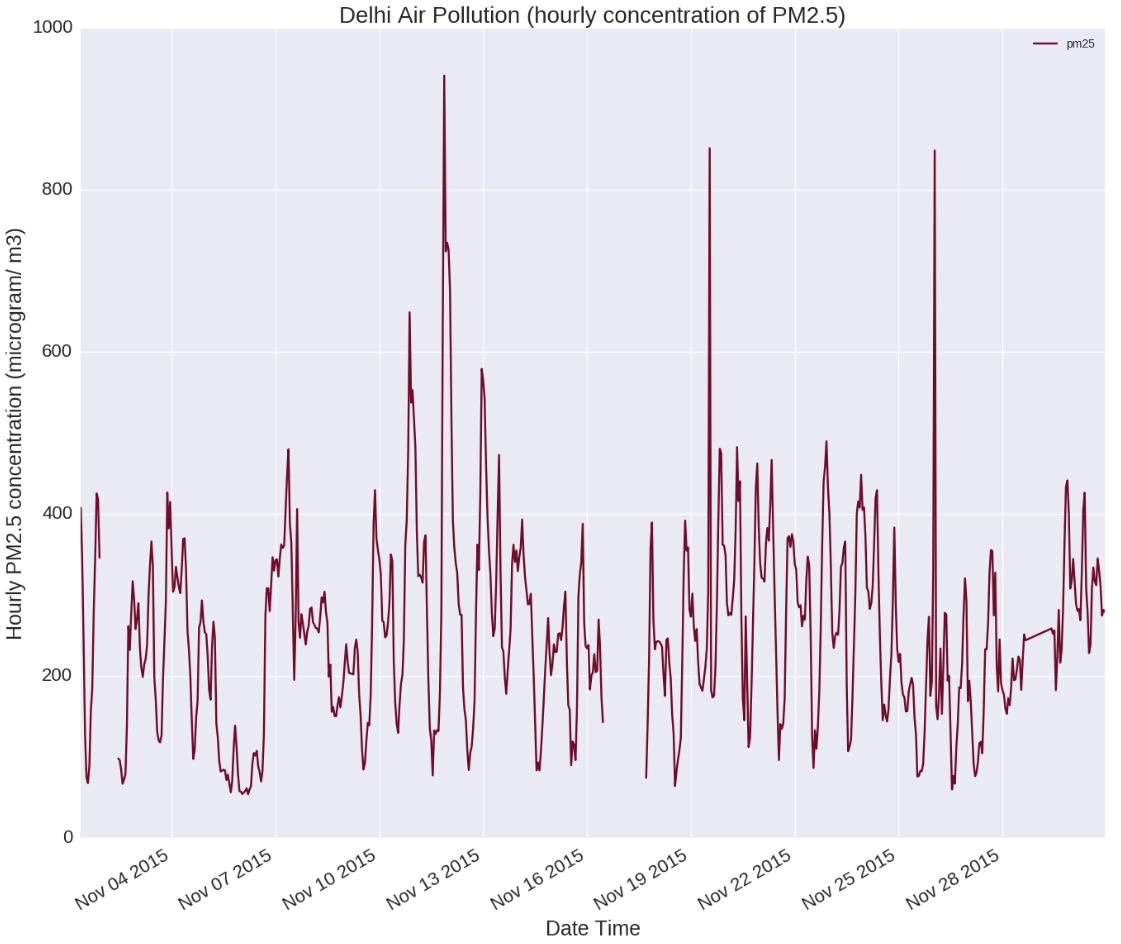 Delhi Air Pollution (hourly concentration of PM2.5)
pm25
Hourly PM2.5 concentration (microgram/ m3)
1000
800
600
400
200
0
Nov 04 2015
Nov 07 2015
Nov 10 2015
Nov 13 2015
Nov 16 2015
Nov 19 2015
Nov 22 2015
Nov 25 2015
Nov 28 2015
Date Time